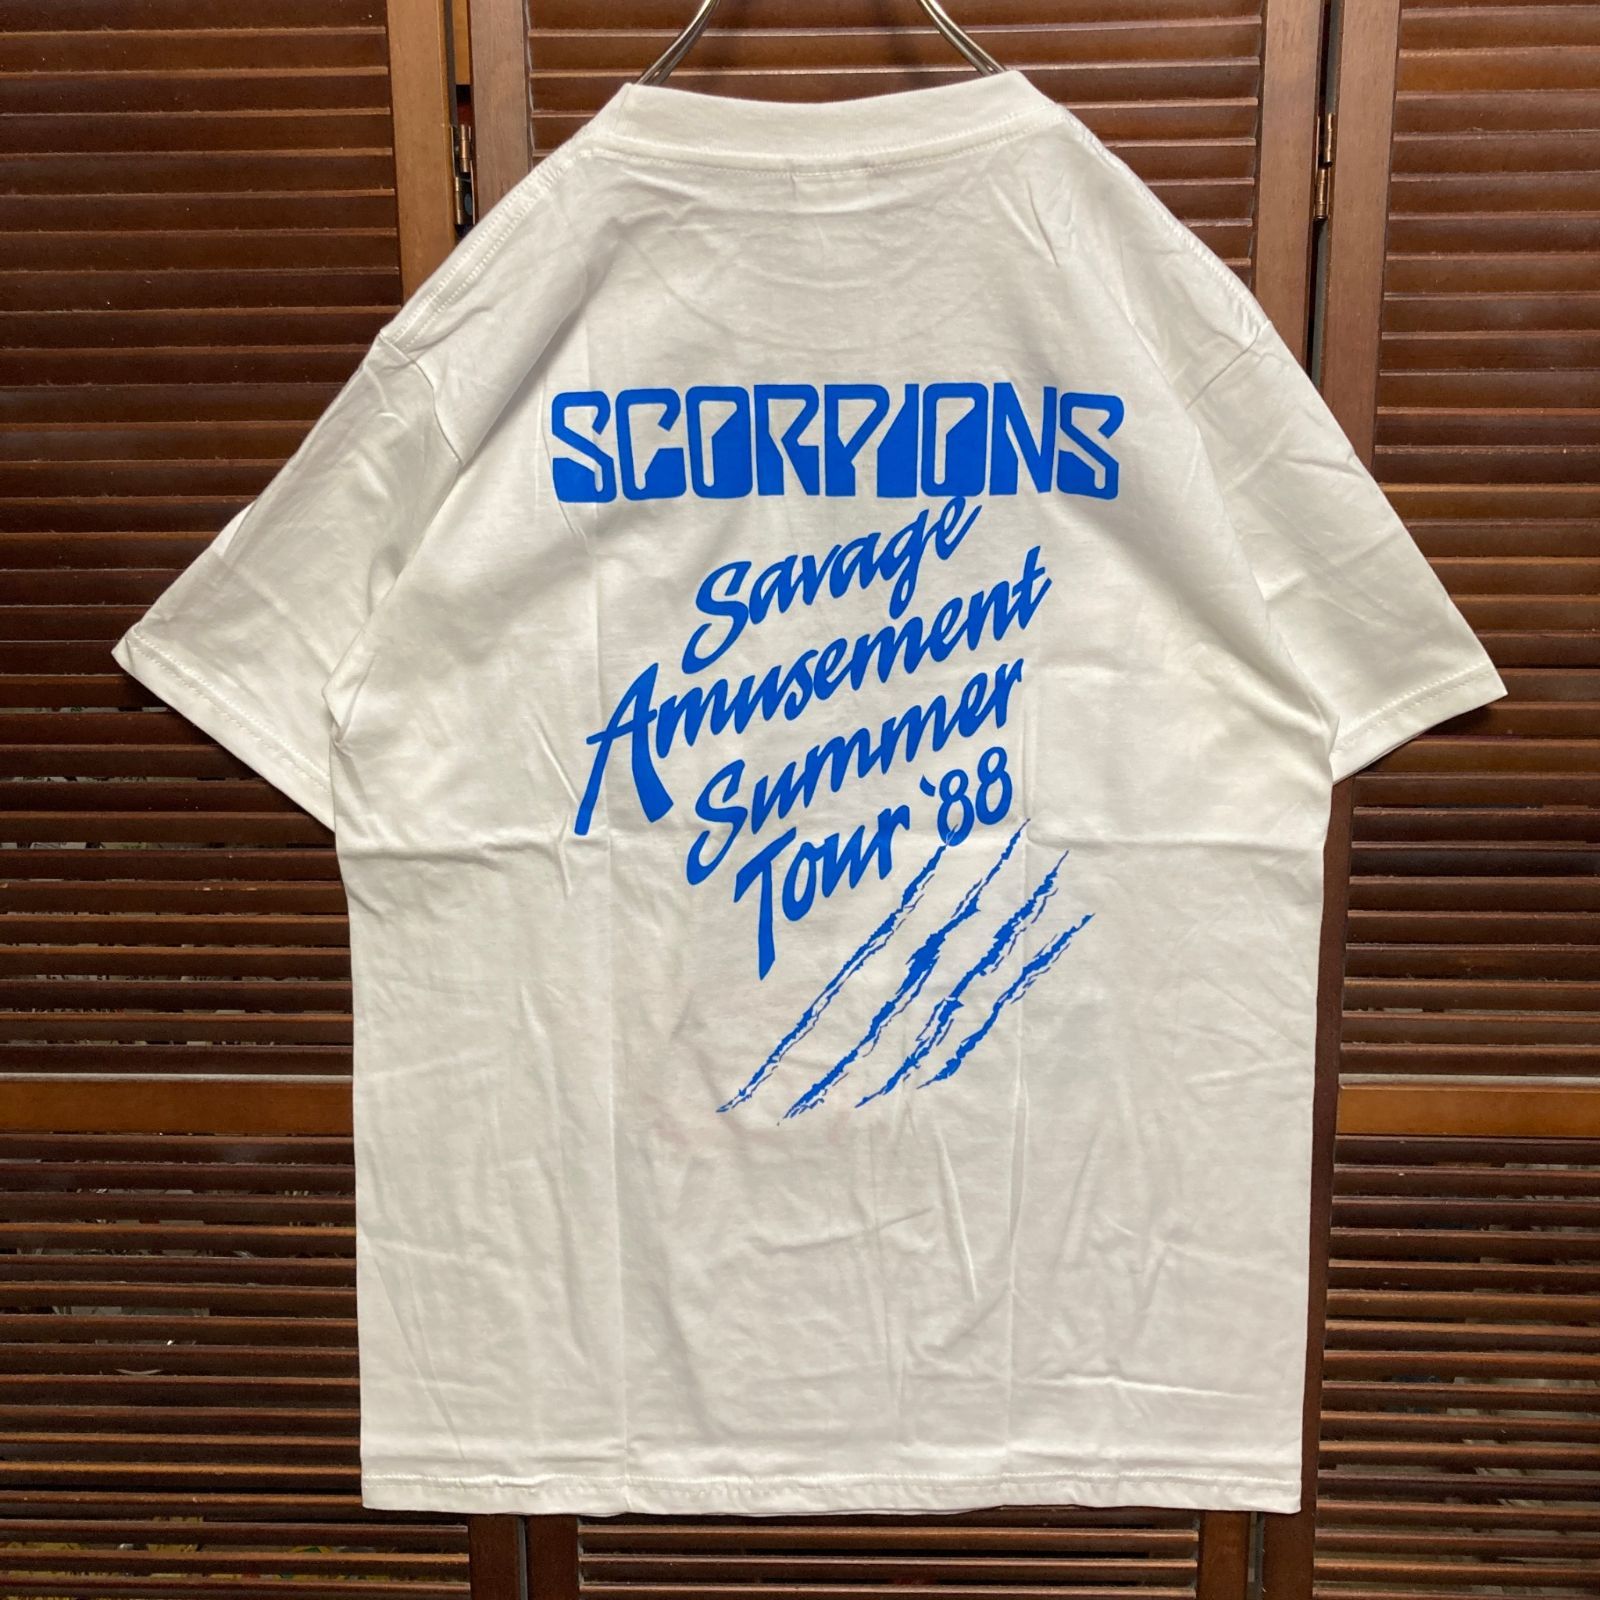 SCORPIONS
Savage
Amusement
Summer
Tour '88